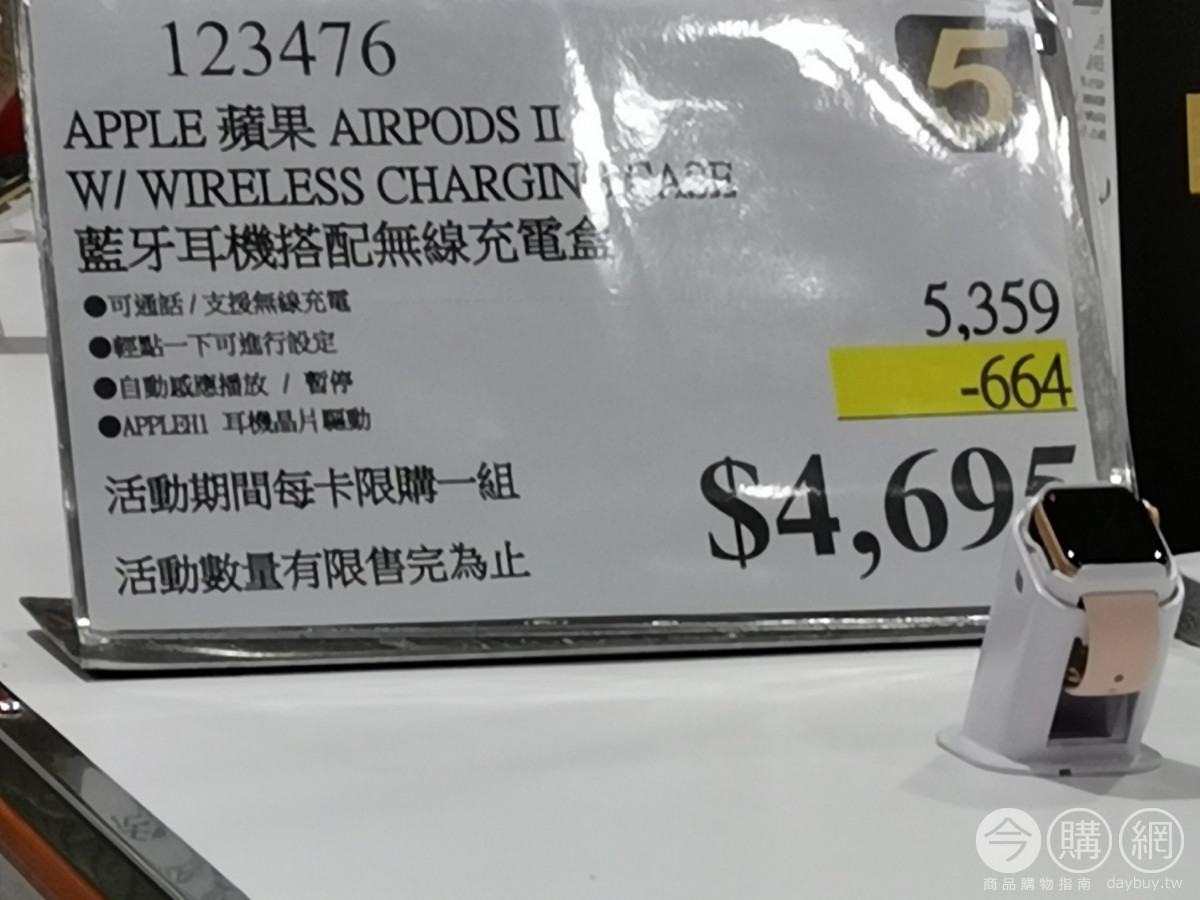 123476
5
APPLE 蘋果 AIRPODS II
W/ WIRELESS CHARGING CASE
藍牙耳機搭配無線充電盒
●可通話 / 支援無線充電
●輕點一下可進行設定
●自動感應播放 / 暫停
●APPLEH1 耳機晶片驅動
5,359
-664
$4,695
活動期間每卡限購一組
活動數量有限售完為止
今購網
商品購物指南 daybuy.tw